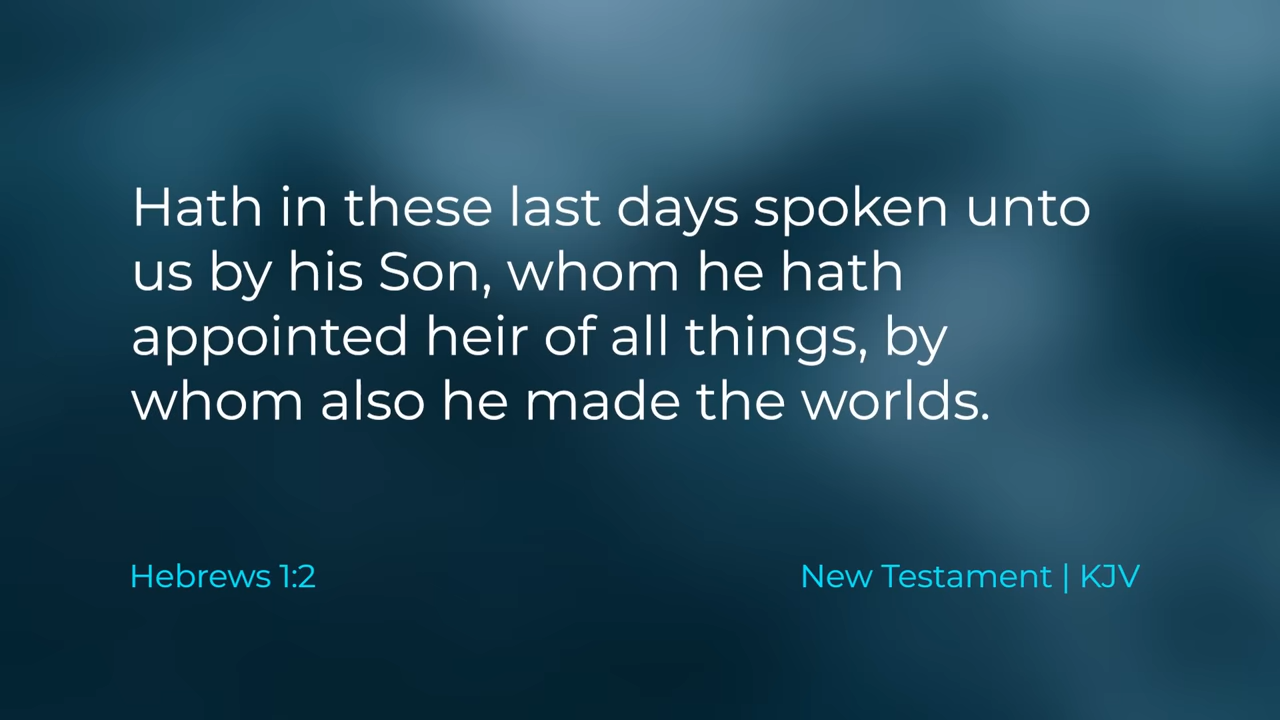 Hath in these last days spoken unto
us by his Son, whom he hath
appointed heir of all things, by
whom also he made the worlds.
Hebrews 1:2
New Testament | KJV